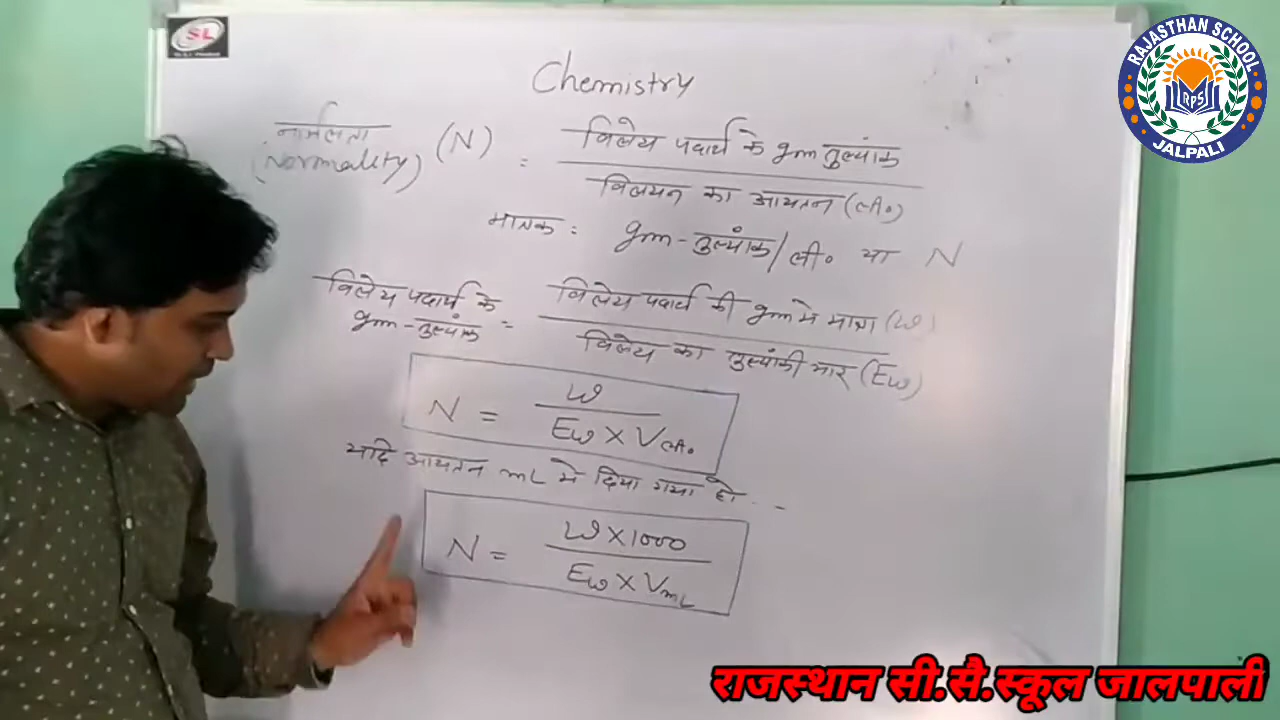 SL
RAJASTHAN SCHOOL
RPS
JALPALI
Chemistry
नार्मलता
(Normality) (N) = विलेय पदार्थ के gm तुल्यांक
विलयन का आयतन (ली०)
मात्रक : gm - तुल्यांक/ली० या N
विलेय पदार्थ के
gm - तुल्यांक = विलेय पदार्थ की gm मे मात्रा (W)
विलेय का तुल्यांकी भार (Ew)
N = W
Ew X Vली०
यदि आयतन mL मे दिया गया हो - -
N = W X 1000
Ew X VmL
राजस्थान सी.सै.स्कूल जालपाली